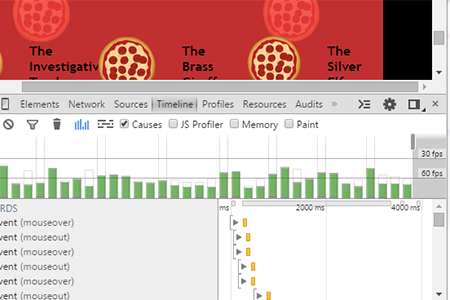 The
Investigativ
The
Brass
The
Silver
Elements Network Sources Timeline Profiles Resources Audits »
Causes JS Profiler Memory Paint
30 fps
60 fps
RDS
ms 2000 ms 4000 ms
vent (mouseover)
vent (mouseout)
vent (mouseover)
vent (mouseout)
vent (mouseover)
vent (mouseout)